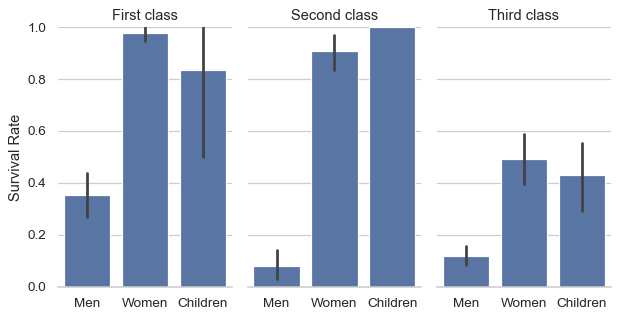 First class
Second class
Third class
Survival Rate
1.0
0.8
0.6
0.4
0.2
0.0
Men Women Children
Men Women Children
Men Women Children